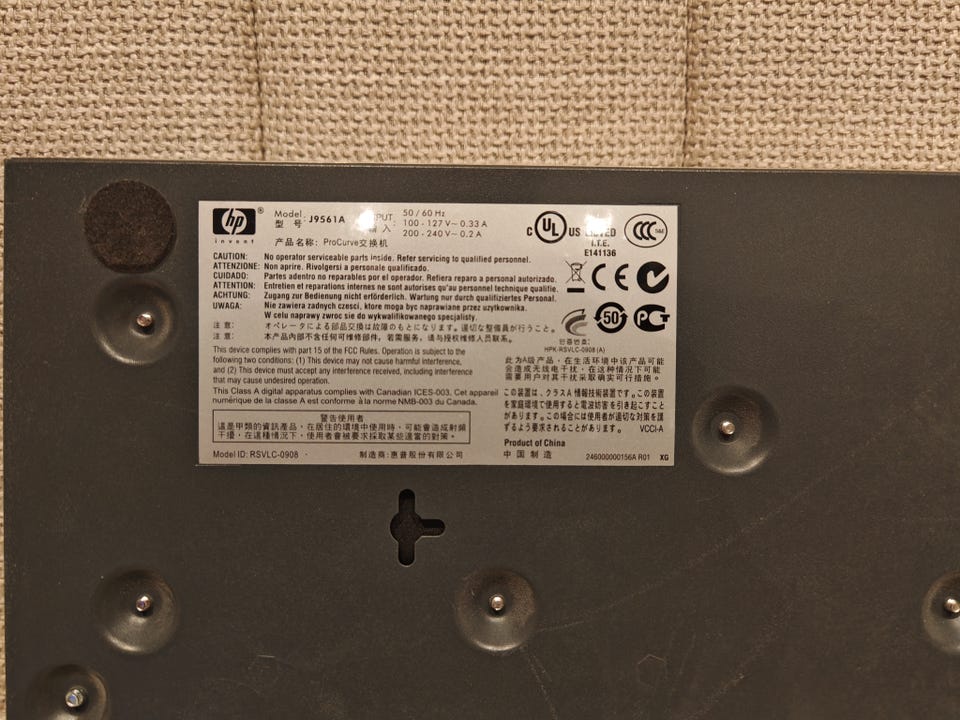 hp ®
invent
Model J9561A
型 号
产品名称: ProCurve交换机
50 / 60 Hz
100 - 127 V~ 0.33 A
输入 200 - 240 V~ 0.2 A
CAUTION: No operator serviceable parts inside. Refer servicing to qualified personnel.
ATTENZIONE: Non aprire. Rivolgersi a personale qualificato.
CUIDADO: Partes adentro no reparables por el operador. Refiera reparo a personal autorizado.
ATTENTION: Entretien et reparations internes ne sont autorises qu'au personnel technique qualifie.
ACHTUNG: Zugang zur Bedienung nicht erforderlich. Wartung nur durch qualifiziertes Personal.
UWAGA: Nie zawiera zadnych czesci, ktore moga byc naprawiane przez uzytkownika.
W celu naprawy zwroc sie do wykwalifikowanego specjalisty.
注意: オペレータによる部品交換は故障のもとになります。適切な整備員が行うこと。
注意: 本产品内部不含任何可维修部件。若需服务,请与授权维修人员联系。
This device complies with part 15 of the FCC Rules. Operation is subject to the
following two conditions: (1) This device may not cause harmful interference,
and (2) This device must accept any interference received, including interference
that may cause undesired operation.
This Class A digital apparatus complies with Canadian ICES-003. Cet appareil
numérique de la classe A est conforme à la norme NMB-003 du Canada.
警告使用者
這是甲類的資訊產品,在居住的環境中使用時,可能會造成射頻
干擾,在這種情況下,使用者會被要求採取某些適當的對策。
Model ID: RSVLC-0908
制造商:惠普股份有限公司
C UL US LISTED
I.T.E.
E141136
CCC
CE
50
인증번호:
HPK-RSVLC-0908 (A)
此为A级产品,在生活环境中该产品可能
会造成无线电干扰,在这种情况下可能
需要用户对其干扰采取确实可行措施。
この装置は、クラスA 情報技術装置です。この装置
を家庭環境で使用すると電波妨害を引き起こすこと
があります。この場合には使用者が適切な対策を講
ずるよう要求されることがあります。 VCCI-A
Product of China
中 国 制 造
246000000156A R01 XG